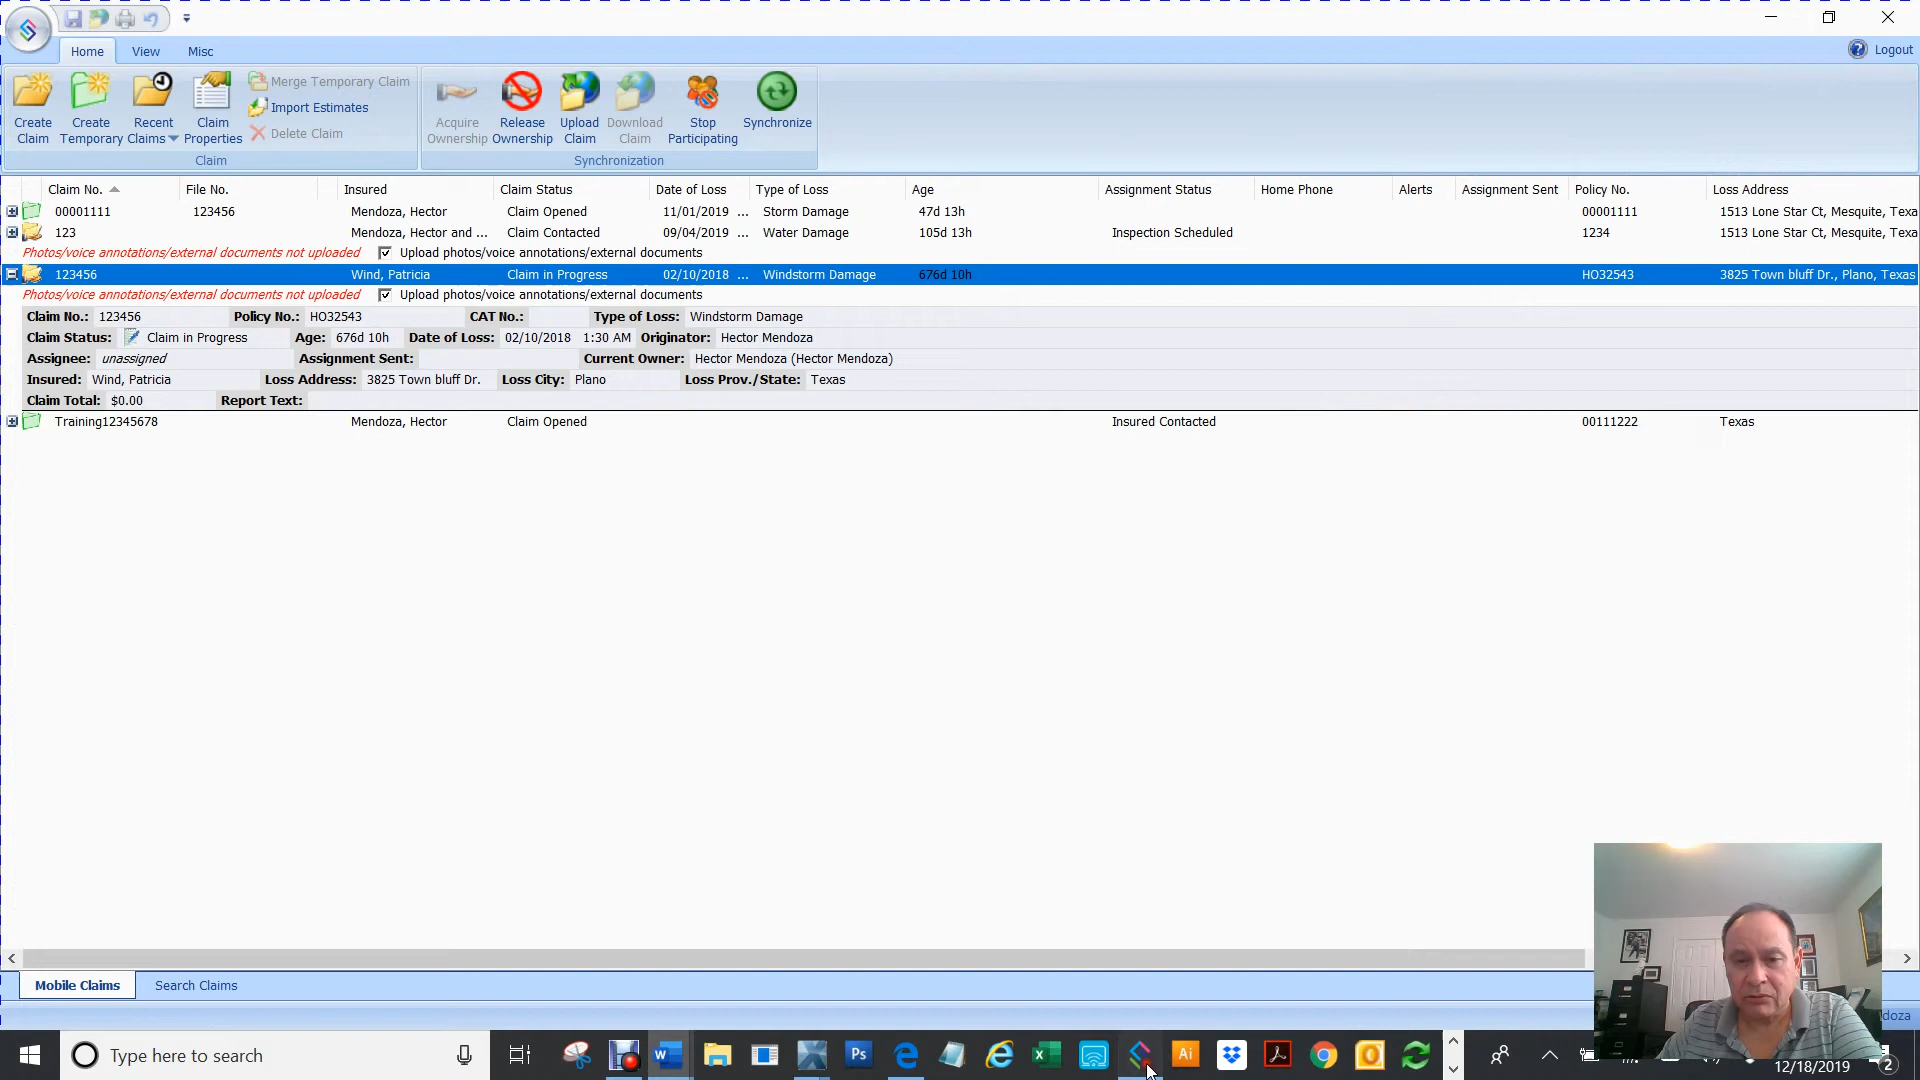 Home View Misc Logout
Create Claim Create Temporary Recent Claims Claim Properties Merge Temporary Claim Import Estimates Delete Claim Acquire Ownership Release Ownership Upload Claim Download Claim Stop Participating Synchronize
Claim Synchronization
Claim No. File No. Insured Claim Status Date of Loss Type of Loss Age Assignment Status Home Phone Alerts Assignment Sent Policy No. Loss Address
00001111 123456 Mendoza, Hector Claim Opened 11/01/2019 ... Storm Damage 47d 13h 00001111 1513 Lone Star Ct, Mesquite, Texa
123 Mendoza, Hector and ... Claim Contacted 09/04/2019 ... Water Damage 105d 13h Inspection Scheduled 1234 1513 Lone Star Ct, Mesquite, Texa
Photos/voice annotations/external documents not uploaded Upload photos/voice annotations/external documents
123456 Wind, Patricia Claim in Progress 02/10/2018 ... Windstorm Damage 676d 10h HO32543 3825 Town bluff Dr., Plano, Texas
Photos/voice annotations/external documents not uploaded Upload photos/voice annotations/external documents
Claim No.: 123456 Policy No.: HO32543 CAT No.: Type of Loss: Windstorm Damage
Claim Status: Claim in Progress Age: 676d 10h Date of Loss: 02/10/2018 1:30 AM Originator: Hector Mendoza
Assignee: unassigned Assignment Sent: Current Owner: Hector Mendoza (Hector Mendoza)
Insured: Wind, Patricia Loss Address: 3825 Town bluff Dr. Loss City: Plano Loss Prov./State: Texas
Claim Total: $0.00 Report Text:
Training12345678 Mendoza, Hector Claim Opened Insured Contacted 00111222 Texas
Mobile Claims Search Claims
doza
Type here to search W Ps Ai
12/18/2019 2